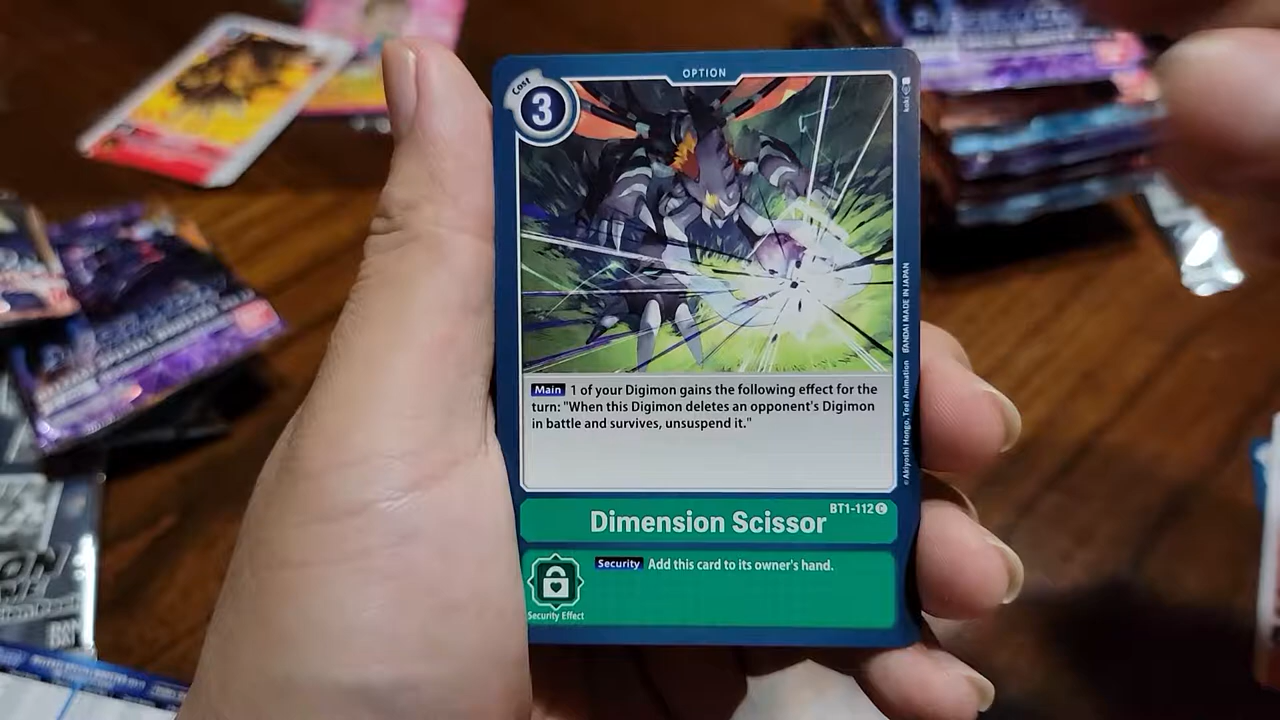 OPTION
Cost
3
Main 1 of your Digimon gains the following effect for the
turn: "When this Digimon deletes an opponent's Digimon
in battle and survives, unsuspend it."
BT1-112 C
Dimension Scissor
Security Add this card to its owner's hand.
Security Effect
©Akiyoshi Hongo, Toei Animation BANDAI MADE IN JAPAN